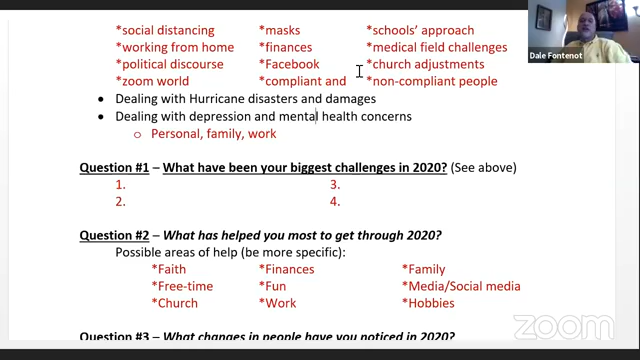 *social distancing *masks *schools' approach
*working from home *finances *medical field challenges
*political discourse *Facebook *church adjustments
*zoom world *compliant and *non-compliant people
• Dealing with Hurricane disasters and damages
• Dealing with depression and mental health concerns
o Personal, family, work
Question #1 – What have been your biggest challenges in 2020? (See above)
1. 3.
2. 4.
Question #2 – What has helped you most to get through 2020?
Possible areas of help (be more specific):
*Faith *Finances *Family
*Free-time *Fun *Media/Social media
*Church *Work *Hobbies
Question #3 – What changes in people have you noticed in 2020?
Dale Fontenot
zoom